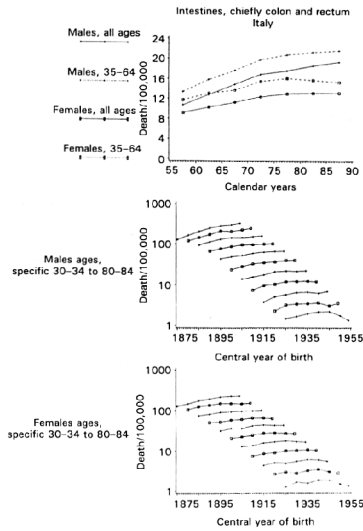 Intestines, chiefly colon and rectum
Italy
Males, all ages
Males, 35–64
Females, all ages
Females, 35–64
Death/100,000
24
20
16
12
8
4
0
55 60 65 70 75 80 85 90
Calendar years
Males ages,
specific 30–34 to 80–84
Death/100,000
1000
100
10
1
1875 1895 1915 1935 1955
Central year of birth
Females ages,
specific 30–34 to 80–84
Death/100,000
1000
100
10
1
1875 1895 1915 1935 1955
Central year of birth